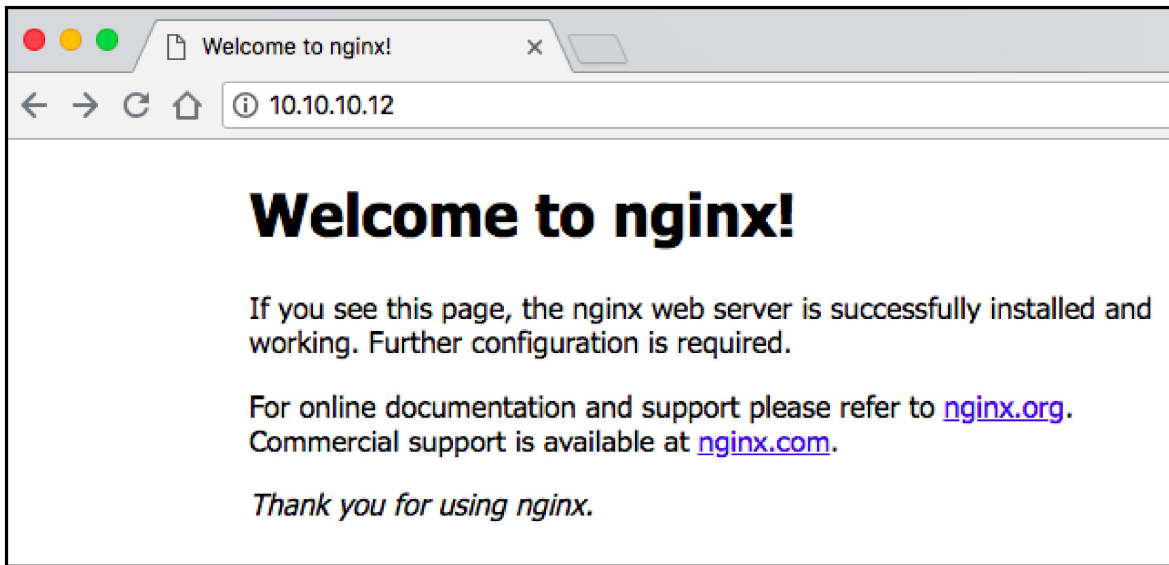 Welcome to nginx!
10.10.10.12
Welcome to nginx!
If you see this page, the nginx web server is successfully installed and
working. Further configuration is required.
For online documentation and support please refer to nginx.org.
Commercial support is available at nginx.com.
Thank you for using nginx.